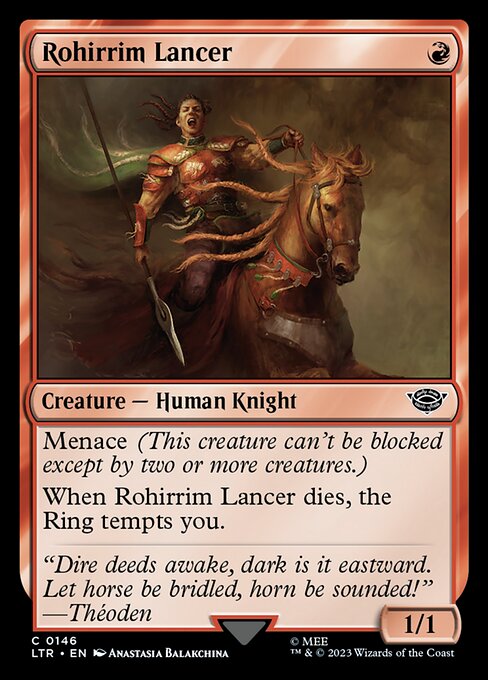 Rohirrim Lancer
Creature — Human Knight
Menace (This creature can't be blocked
except by two or more creatures.)
When Rohirrim Lancer dies, the
Ring tempts you.
“Dire deeds awake, dark is it eastward.
Let horse be bridled, horn be sounded!”
—Théoden
1/1
C 0146
LTR • EN Anastasia Balakchina
© MEE
™ & © 2023 Wizards of the Coast